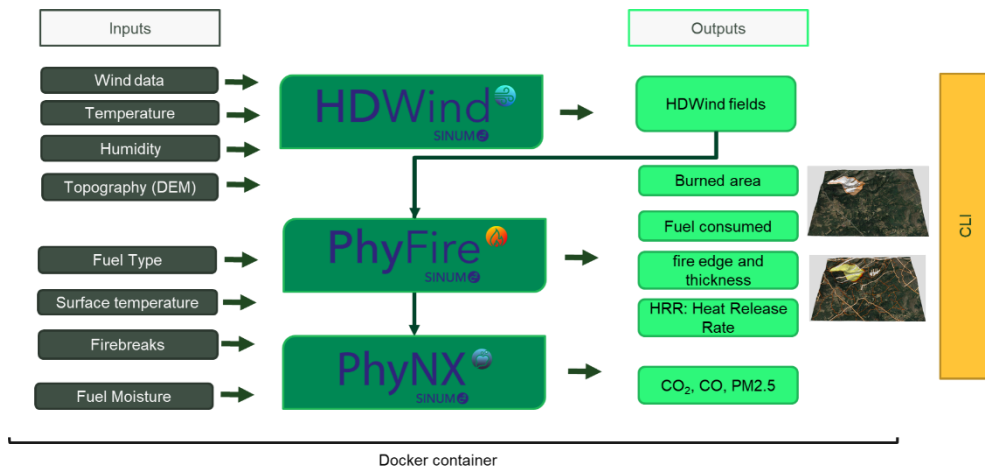 Inputs
Outputs
Wind data
Temperature
Humidity
Topography (DEM)
Fuel Type
Surface temperature
Firebreaks
Fuel Moisture
HDWind
SINUM
PhyFire
SINUM
PhyNX
SINUM
HDWind fields
Burned area
Fuel consumed
fire edge and
thickness
HRR: Heat Release
Rate
CO₂, CO, PM2.5
CLI
Docker container